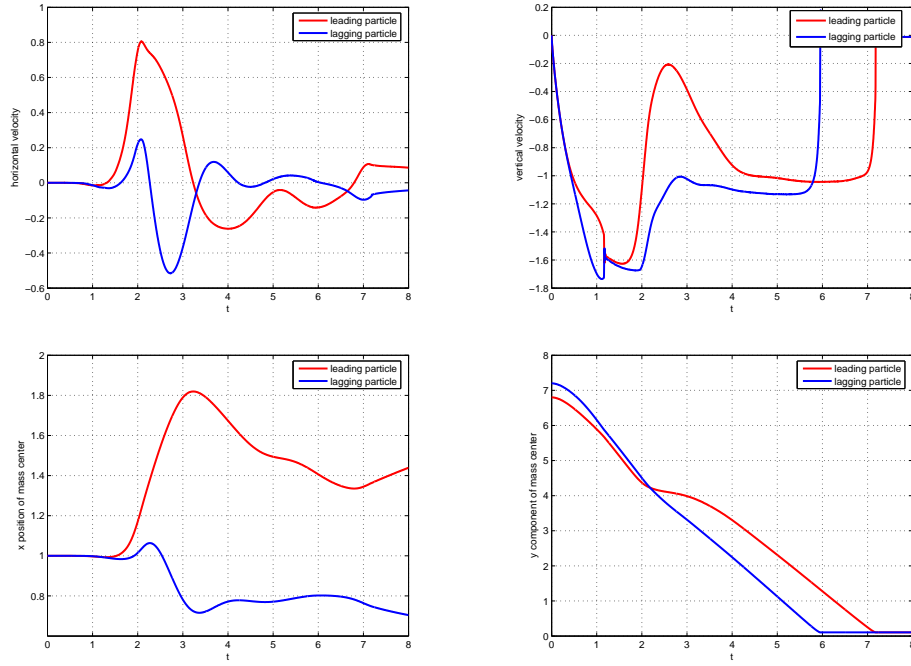 1
0.8
0.6
0.4
0.2
0
-0.2
-0.4
-0.6
0 1 2 3 4 5 6 7 8
t
horizontal velocity
leading particle
lagging particle
0.2
0
-0.2
-0.4
-0.6
-0.8
-1
-1.2
-1.4
-1.6
-1.8
0 1 2 3 4 5 6 7 8
t
vertical velocity
leading particle
lagging particle
2
1.8
1.6
1.4
1.2
1
0.8
0 1 2 3 4 5 6 7 8
t
x position of mass center
leading particle
lagging particle
8
7
6
5
4
3
2
1
0
0 1 2 3 4 5 6 7 8
t
y component of mass center
leading particle
lagging particle